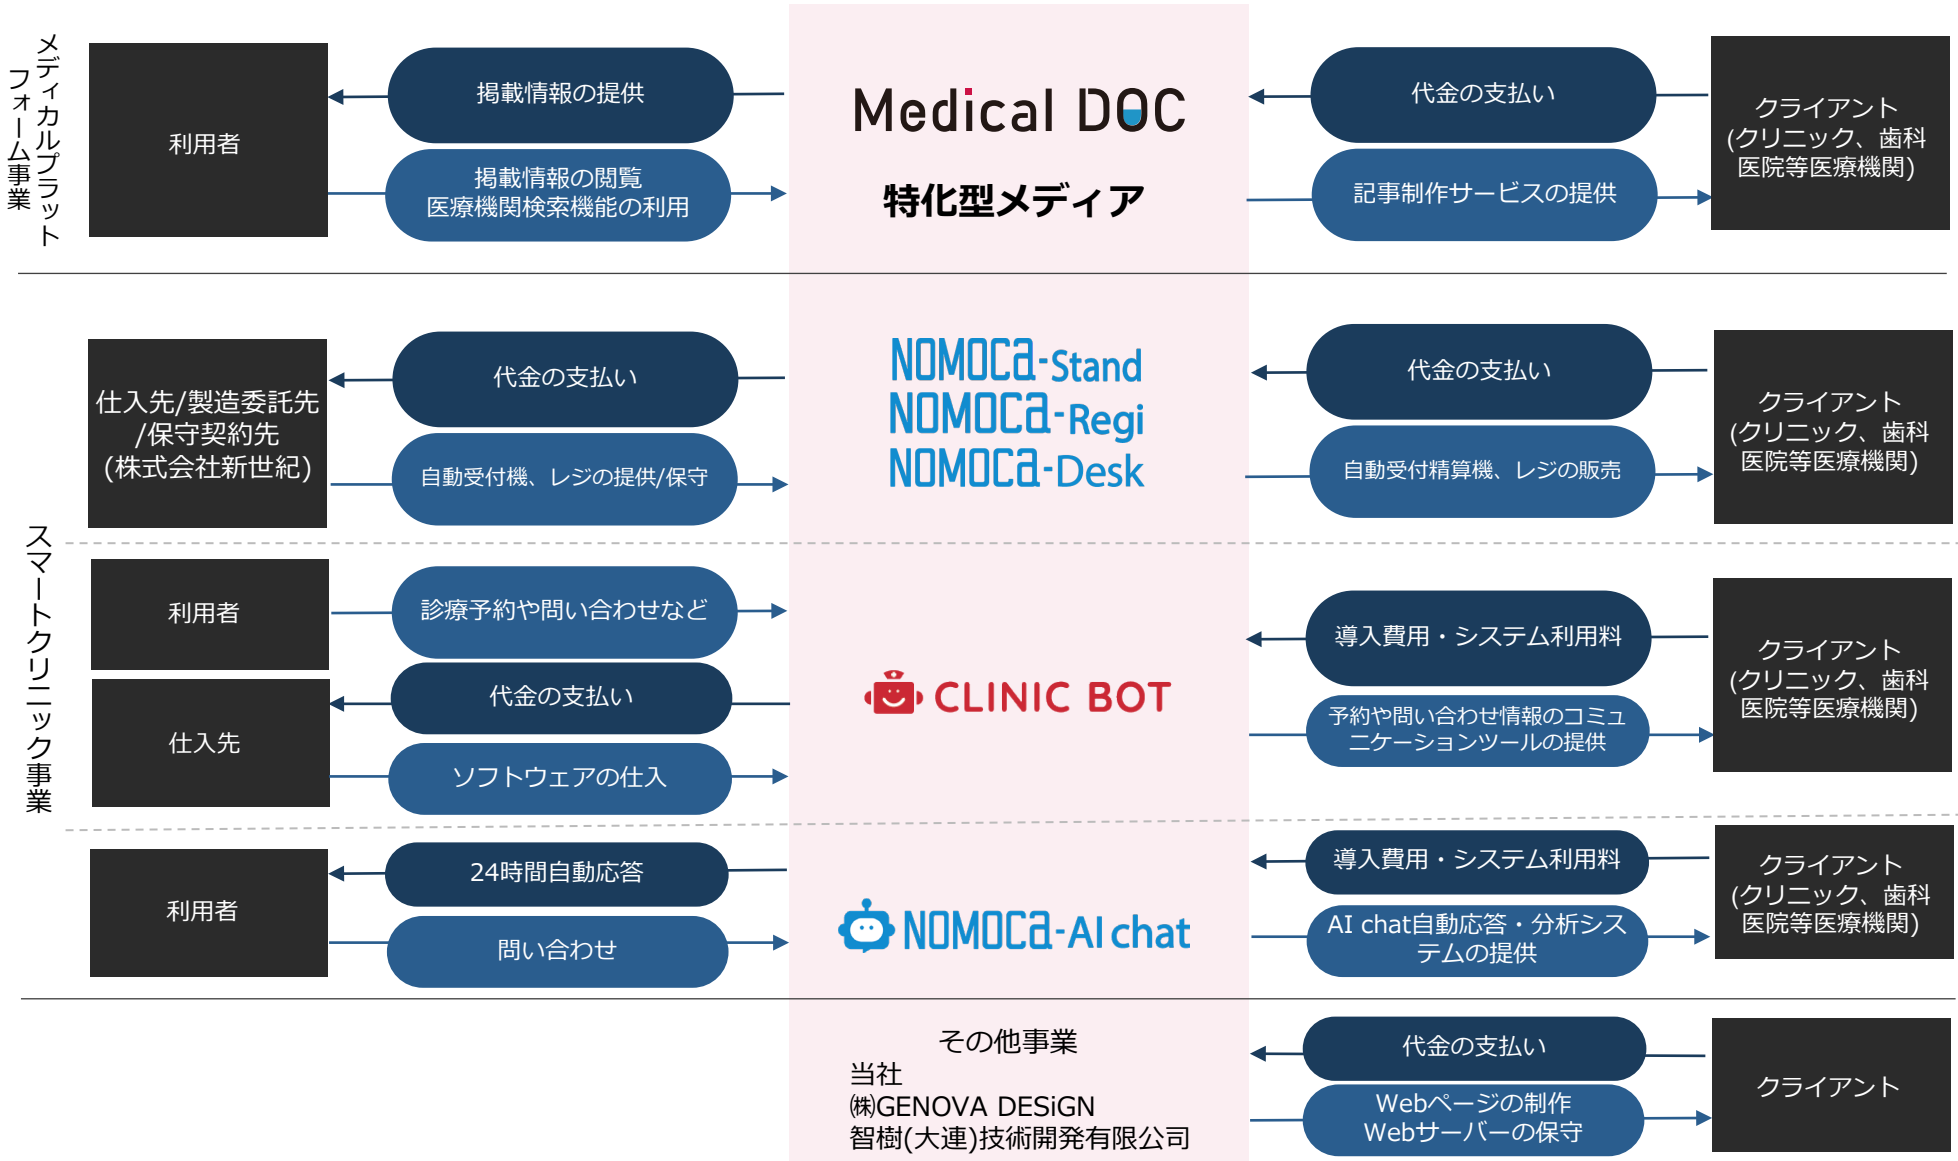 メディカルプラット
フォーム事業
利用者
掲載情報の提供
掲載情報の閲覧
医療機関検索機能の利用
Medical DOC
特化型メディア
代金の支払い
記事制作サービスの提供
クライアント
(クリニック、歯科
医院等医療機関)
スマートクリニック事業
仕入先/製造委託先
/保守契約先
(株式会社新世紀)
代金の支払い
自動受付機、レジの提供/保守
NOMOCa-Stand
NOMOCa-Regi
NOMOCa-Desk
代金の支払い
自動受付精算機、レジの販売
クライアント
(クリニック、歯科
医院等医療機関)
利用者
診療予約や問い合わせなど
仕入先
代金の支払い
ソフトウェアの仕入
CLINIC BOT
導入費用・システム利用料
予約や問い合わせ情報のコミュ
ニケーションツールの提供
クライアント
(クリニック、歯科
医院等医療機関)
利用者
24時間自動応答
問い合わせ
NOMOCa-AI chat
導入費用・システム利用料
AI chat自動応答・分析シス
テムの提供
クライアント
(クリニック、歯科
医院等医療機関)
その他事業
当社
㈱GENOVA DESiGN
智樹(大連)技術開発有限公司
代金の支払い
Webページの制作
Webサーバーの保守
クライアント